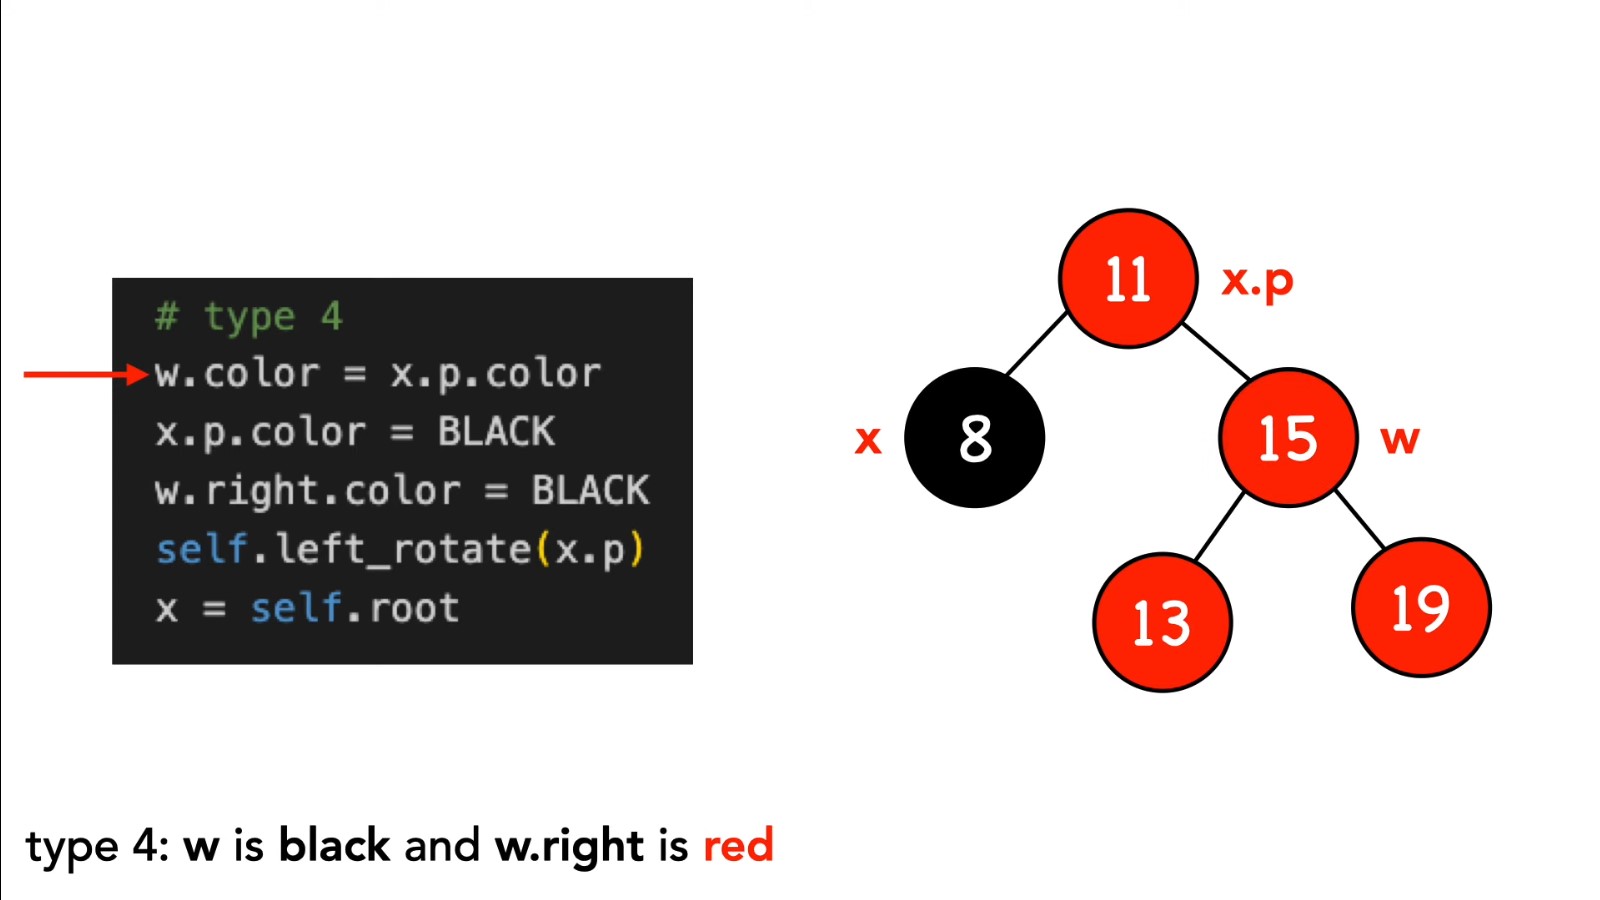 # type 4
w.color = x.p.color
x.p.color = BLACK
w.right.color = BLACK
self.left_rotate(x.p)
x = self.root
11 x.p
x 8 15 w
13 19
type 4: w is black and w.right is red